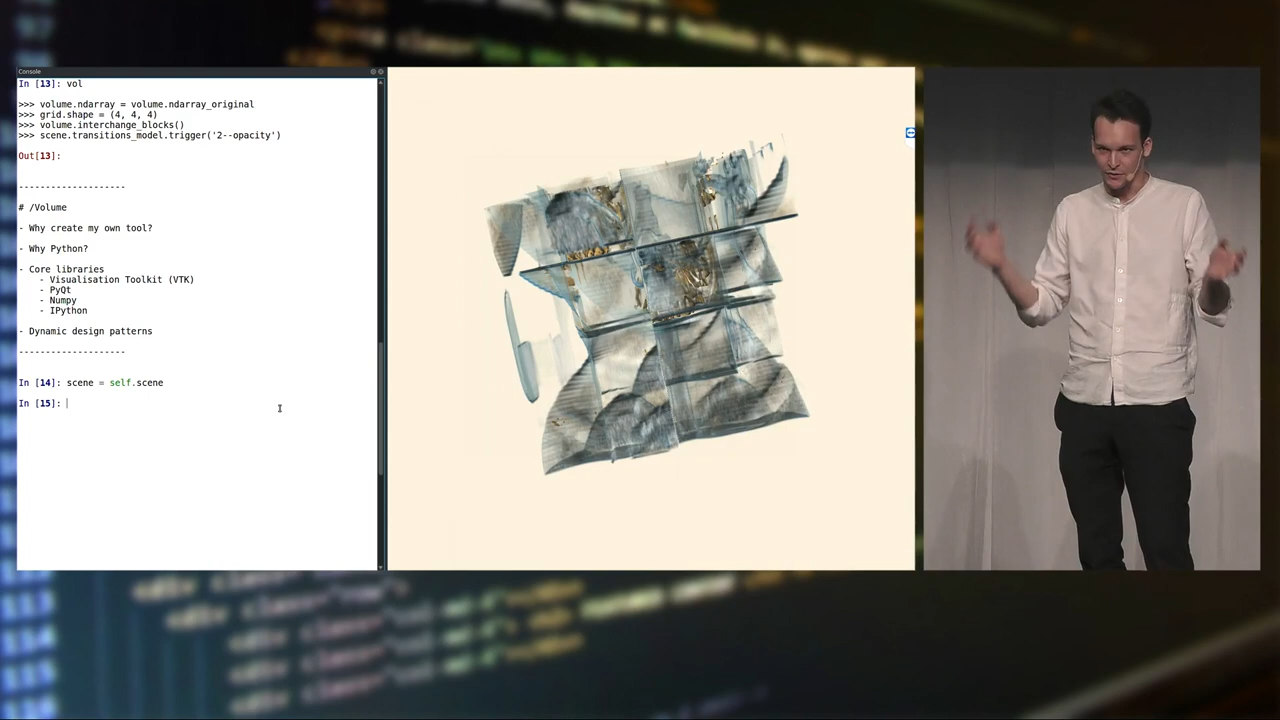 Console
In [13]: vol
>>> volume.ndarray = volume.ndarray_original
>>> grid.shape = (4, 4, 4)
>>> volume.interchange_blocks()
>>> scene.transitions_model.trigger('2--opacity')
Out[13]:
--------------------
# /Volume
- Why create my own tool?
- Why Python?
- Core libraries
- Visualisation Toolkit (VTK)
- PyQt
- Numpy
- IPython
- Dynamic design patterns
--------------------
In [14]: scene = self.scene
In [15]: